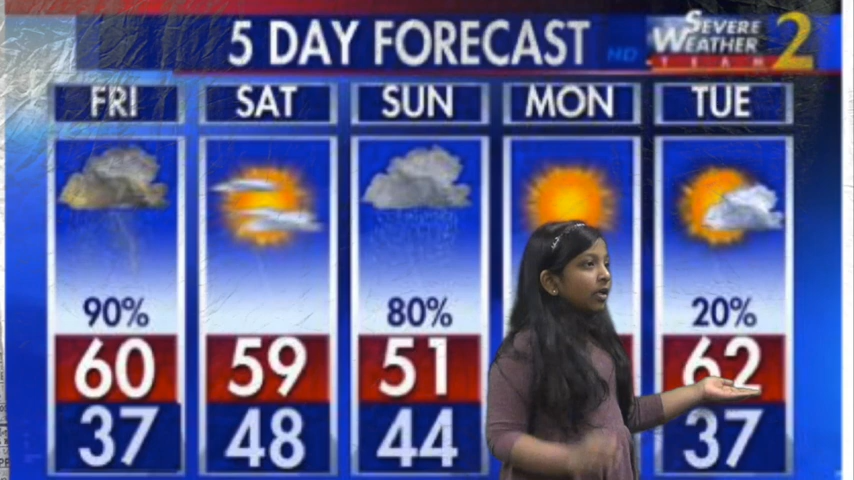 5 DAY FORECAST HD
SEVERE
WEATHER
TEAM
2
FRI SAT SUN MON TUE
90% 80% 20%
60 59 51 62
37 48 44 37